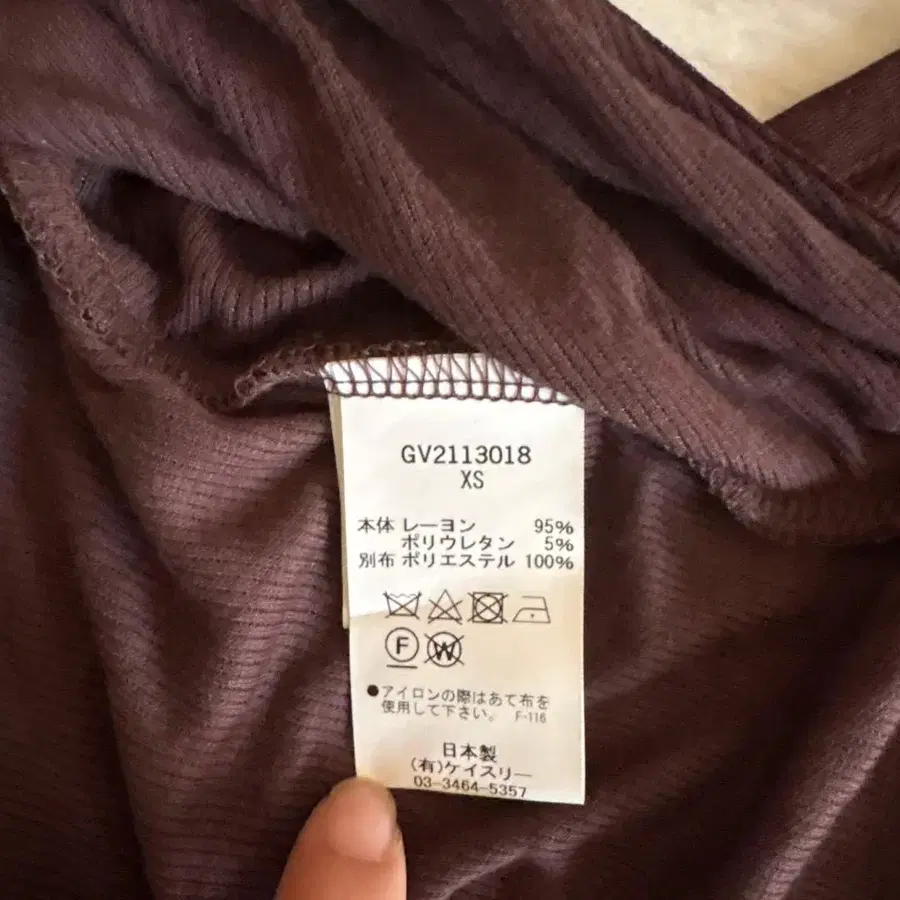 GV2113018
XS
本体 レーヨン 95%
ポリウレタン 5%
別布 ポリエステル 100%
F W
●アイロンの際はあて布を
使用して下さい。 F-116
日本製
(有)ケイスリー
03-3464-5357